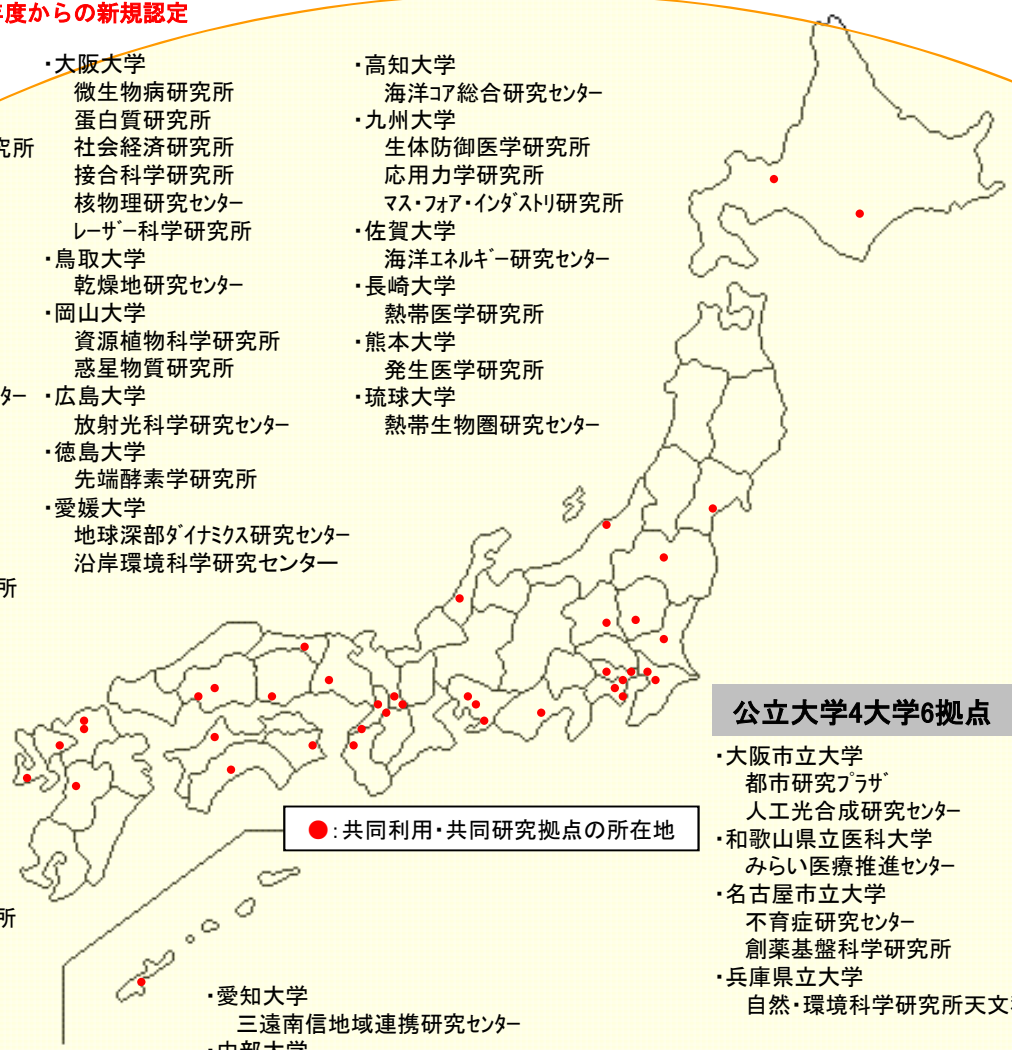 年度からの新規認定
・大阪大学
微生物病研究所
蛋白質研究所
社会経済研究所
接合科学研究所
核物理研究センター
レーザー科学研究所
・鳥取大学
乾燥地研究センター
・岡山大学
資源植物科学研究所
惑星物質研究所
・広島大学
放射光科学研究センター
・徳島大学
先端酵素学研究所
・愛媛大学
地球深部ダイナミクス研究センター
沿岸環境科学研究センター
・高知大学
海洋コア総合研究センター
・九州大学
生体防御医学研究所
応用力学研究所
マス・フォア・インダストリ研究所
・佐賀大学
海洋エネルギー研究センター
・長崎大学
熱帯医学研究所
・熊本大学
発生医学研究所
・琉球大学
熱帯生物圏研究センター
究所
ター
所
所
●:共同利用・共同研究拠点の所在地
公立大学4大学6拠点
・大阪市立大学
都市研究プラザ
人工光合成研究センター
・和歌山県立医科大学
みらい医療推進センター
・名古屋市立大学
不育症研究センター
創薬基盤科学研究所
・兵庫県立大学
自然・環境科学研究所天文
・愛知大学
三遠南信地域連携研究センター